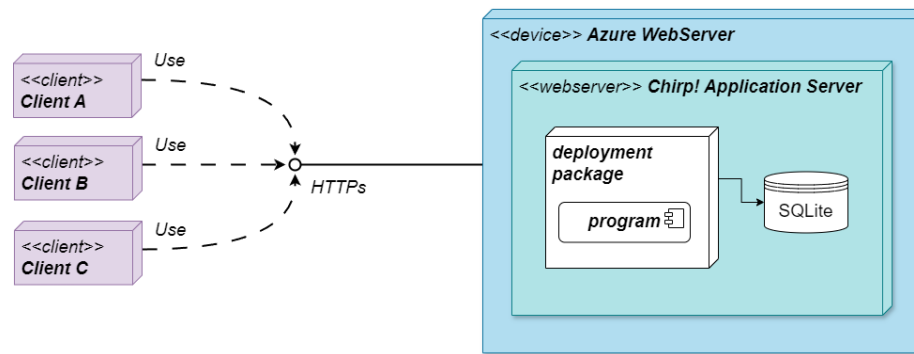 <<device>> Azure WebServer
Use
<<client>>
Client A
<<webserver>> Chirp! Application Server
Use
<<client>>
Client B
HTTPs
deployment
package
program
SQLite
Use
<<client>>
Client C